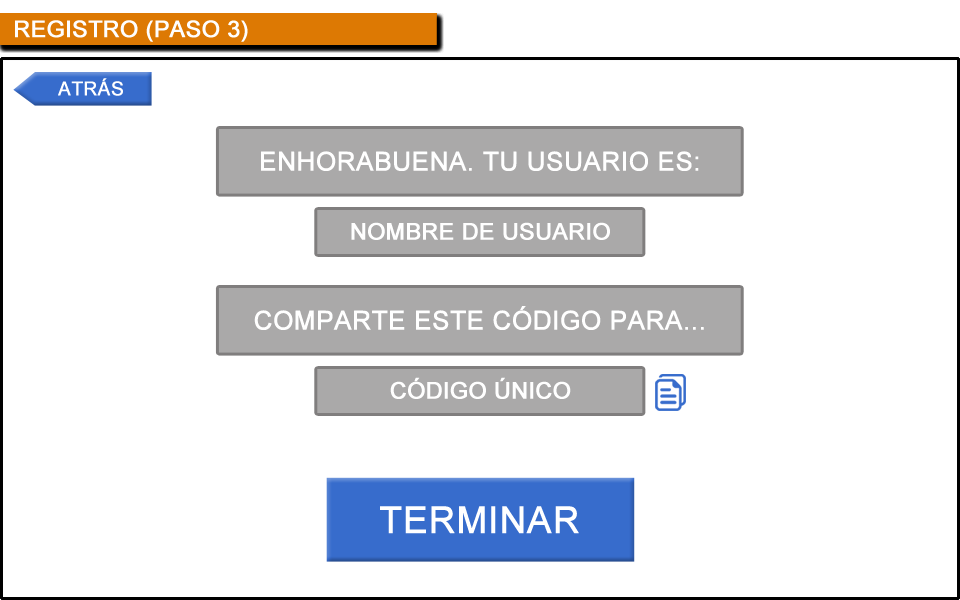 REGISTRO (PASO 3)
ATRÁS
ENHORABUENA. TU USUARIO ES:
NOMBRE DE USUARIO
COMPARTE ESTE CÓDIGO PARA...
CÓDIGO ÚNICO
TERMINAR